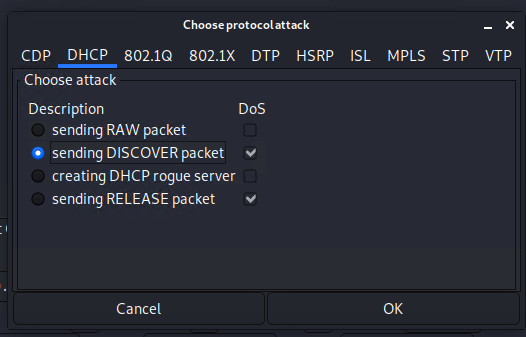 Choose protocol attack
CDP DHCP 802.1Q 802.1X DTP HSRP ISL MPLS STP VTP
Choose attack
Description DoS
sending RAW packet
sending DISCOVER packet
creating DHCP rogue server
sending RELEASE packet
Cancel OK